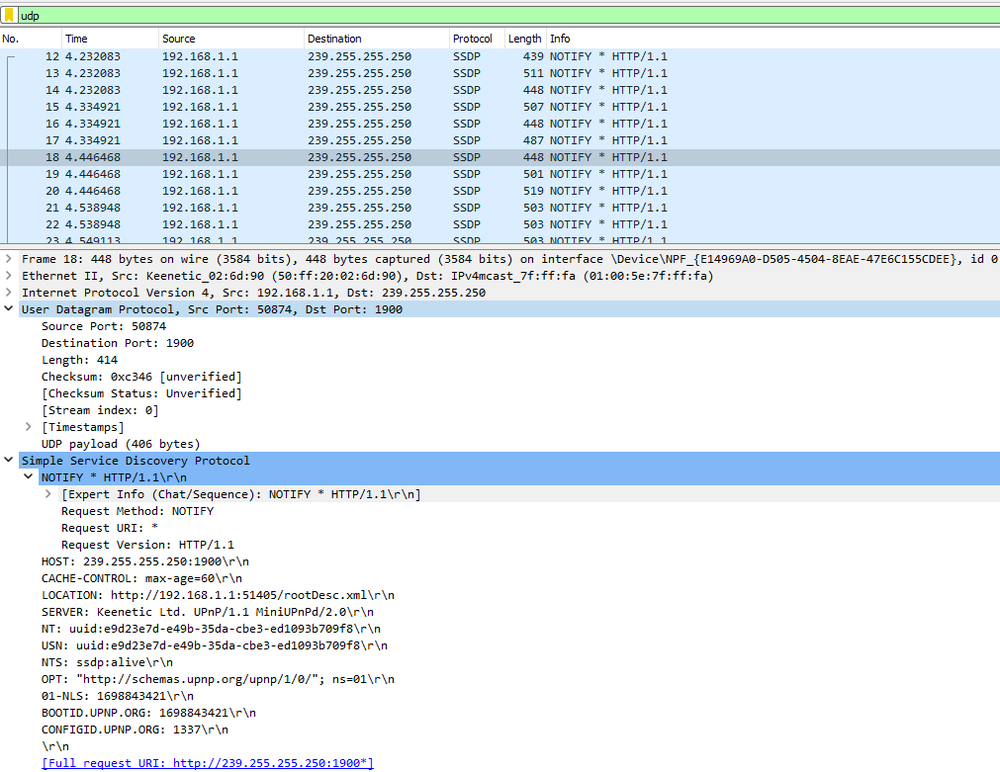 udp
No. Time Source Destination Protocol Length Info
12 4.232083 192.168.1.1 239.255.255.250 SSDP 439 NOTIFY * HTTP/1.1
13 4.232083 192.168.1.1 239.255.255.250 SSDP 511 NOTIFY * HTTP/1.1
14 4.232083 192.168.1.1 239.255.255.250 SSDP 448 NOTIFY * HTTP/1.1
15 4.334921 192.168.1.1 239.255.255.250 SSDP 507 NOTIFY * HTTP/1.1
16 4.334921 192.168.1.1 239.255.255.250 SSDP 448 NOTIFY * HTTP/1.1
17 4.334921 192.168.1.1 239.255.255.250 SSDP 487 NOTIFY * HTTP/1.1
18 4.446468 192.168.1.1 239.255.255.250 SSDP 448 NOTIFY * HTTP/1.1
19 4.446468 192.168.1.1 239.255.255.250 SSDP 501 NOTIFY * HTTP/1.1
20 4.446468 192.168.1.1 239.255.255.250 SSDP 519 NOTIFY * HTTP/1.1
21 4.538948 192.168.1.1 239.255.255.250 SSDP 503 NOTIFY * HTTP/1.1
22 4.538948 192.168.1.1 239.255.255.250 SSDP 503 NOTIFY * HTTP/1.1
23 4.549113 192.168.1.1 239.255.255.250 SSDP 503 NOTIFY * HTTP/1.1
Frame 18: 448 bytes on wire (3584 bits), 448 bytes captured (3584 bits) on interface \Device\NPF_{E14969A0-D505-4504-8EAE-47E6C155CDEE}, id 0
Ethernet II, Src: Keenetic_02:6d:90 (50:ff:20:02:6d:90), Dst: IPv4mcast_7f:ff:fa (01:00:5e:7f:ff:fa)
Internet Protocol Version 4, Src: 192.168.1.1, Dst: 239.255.255.250
User Datagram Protocol, Src Port: 50874, Dst Port: 1900
Source Port: 50874
Destination Port: 1900
Length: 414
Checksum: 0xc346 [unverified]
[Checksum Status: Unverified]
[Stream index: 0]
[Timestamps]
UDP payload (406 bytes)
Simple Service Discovery Protocol
NOTIFY * HTTP/1.1\r\n
[Expert Info (Chat/Sequence): NOTIFY * HTTP/1.1\r\n]
Request Method: NOTIFY
Request URI: *
Request Version: HTTP/1.1
HOST: 239.255.255.250:1900\r\n
CACHE-CONTROL: max-age=60\r\n
LOCATION: http://192.168.1.1:51405/rootDesc.xml\r\n
SERVER: Keenetic Ltd. UPnP/1.1 MiniUPnPd/2.0\r\n
NT: uuid:e9d23e7d-e49b-35da-cbe3-ed1093b709f8\r\n
USN: uuid:e9d23e7d-e49b-35da-cbe3-ed1093b709f8\r\n
NTS: ssdp:alive\r\n
OPT: "http://schemas.upnp.org/upnp/1/0/"; ns=01\r\n
01-NLS: 1698843421\r\n
BOOTID.UPNP.ORG: 1698843421\r\n
CONFIGID.UPNP.ORG: 1337\r\n
\r\n
[Full request URI: http://239.255.255.250:1900*]